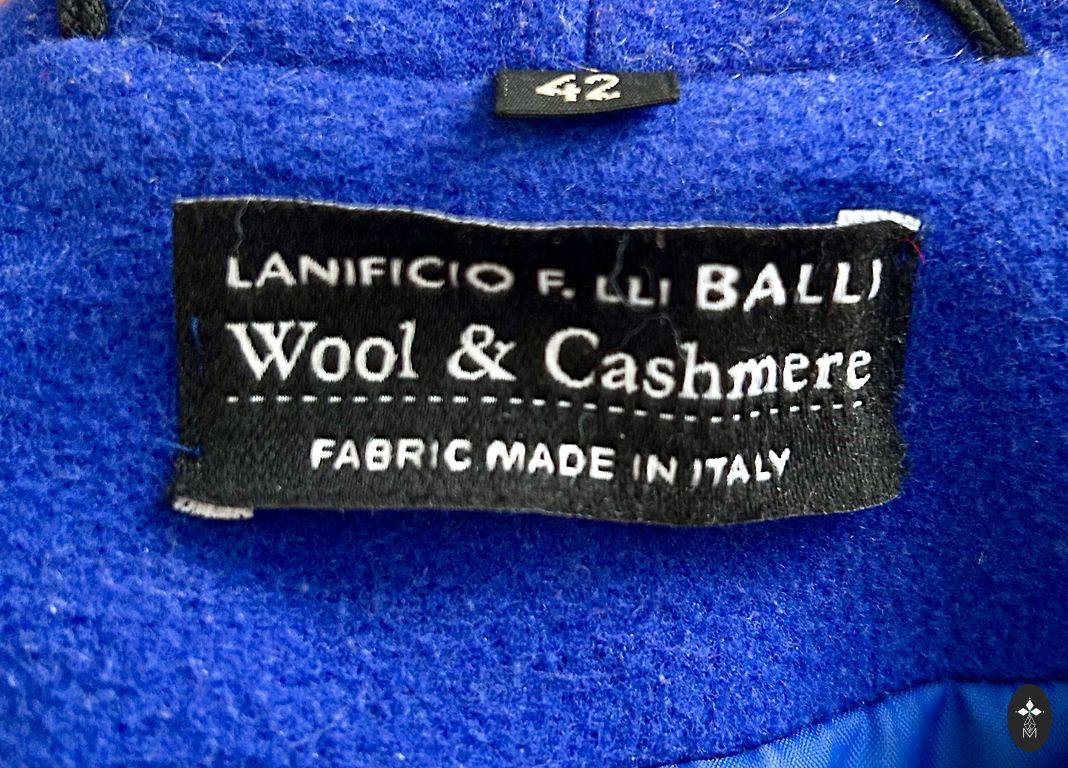 42
LANIFICIO F. LLI BALLI
Wool & Cashmere
FABRIC MADE IN ITALY
M